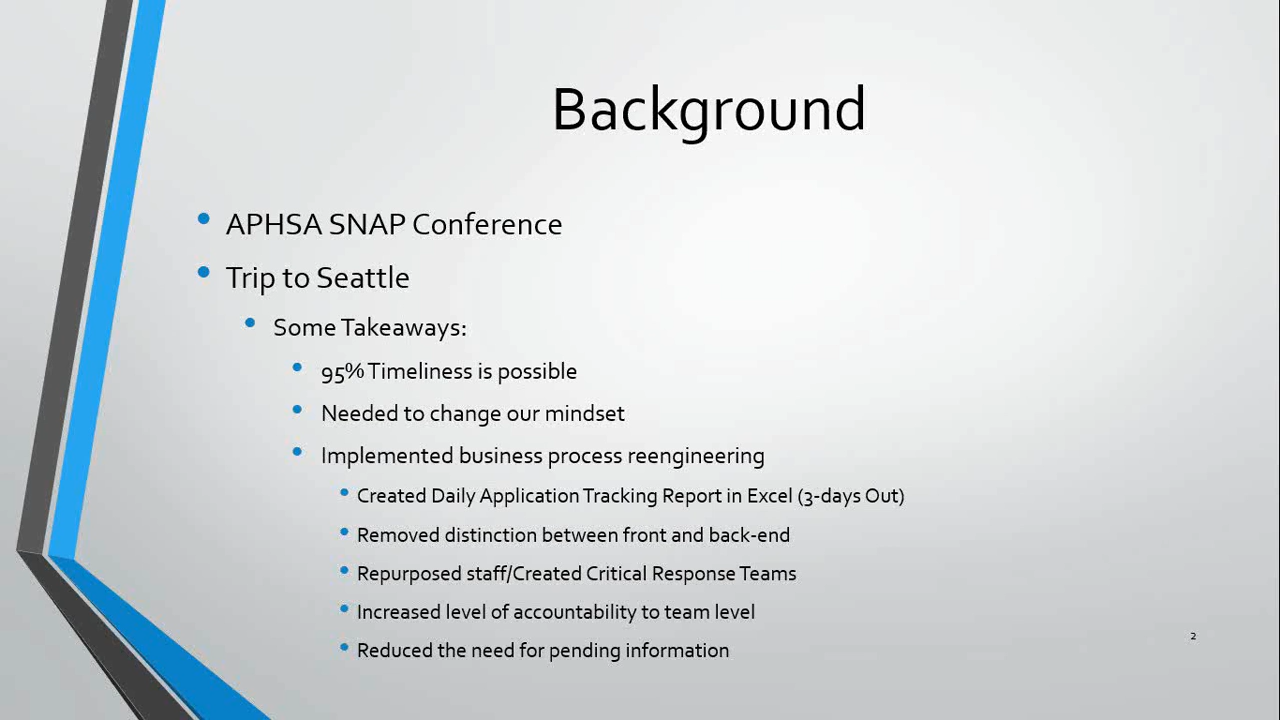 Background
APHSA SNAP Conference
Trip to Seattle
Some Takeaways:
95% Timeliness is possible
Needed to change our mindset
Implemented business process reengineering
Created Daily Application Tracking Report in Excel (3-days Out)
Removed distinction between front and back-end
Repurposed staff/Created Critical Response Teams
Increased level of accountability to team level
Reduced the need for pending information
2